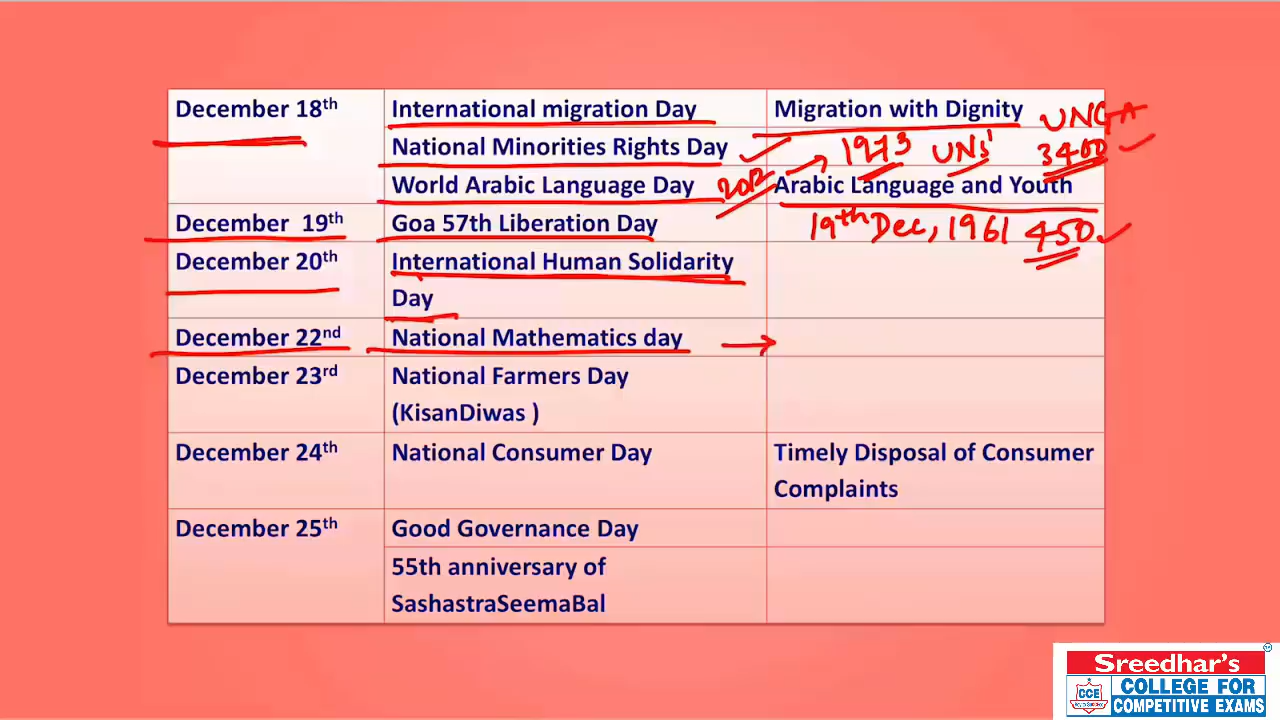 December 18th International migration Day Migration with Dignity UNGA
National Minorities Rights Day 1973 UNs' 3400
World Arabic Language Day 2012 Arabic Language and Youth
December 19th Goa 57th Liberation Day 19th Dec, 1961 450
December 20th International Human Solidarity
Day
December 22nd National Mathematics day
December 23rd National Farmers Day
(KisanDiwas )
December 24th National Consumer Day Timely Disposal of Consumer
Complaints
December 25th Good Governance Day
55th anniversary of
SashastraSeemaBal
Sreedhar's
CCE COLLEGE FOR
COMPETITIVE EXAMS